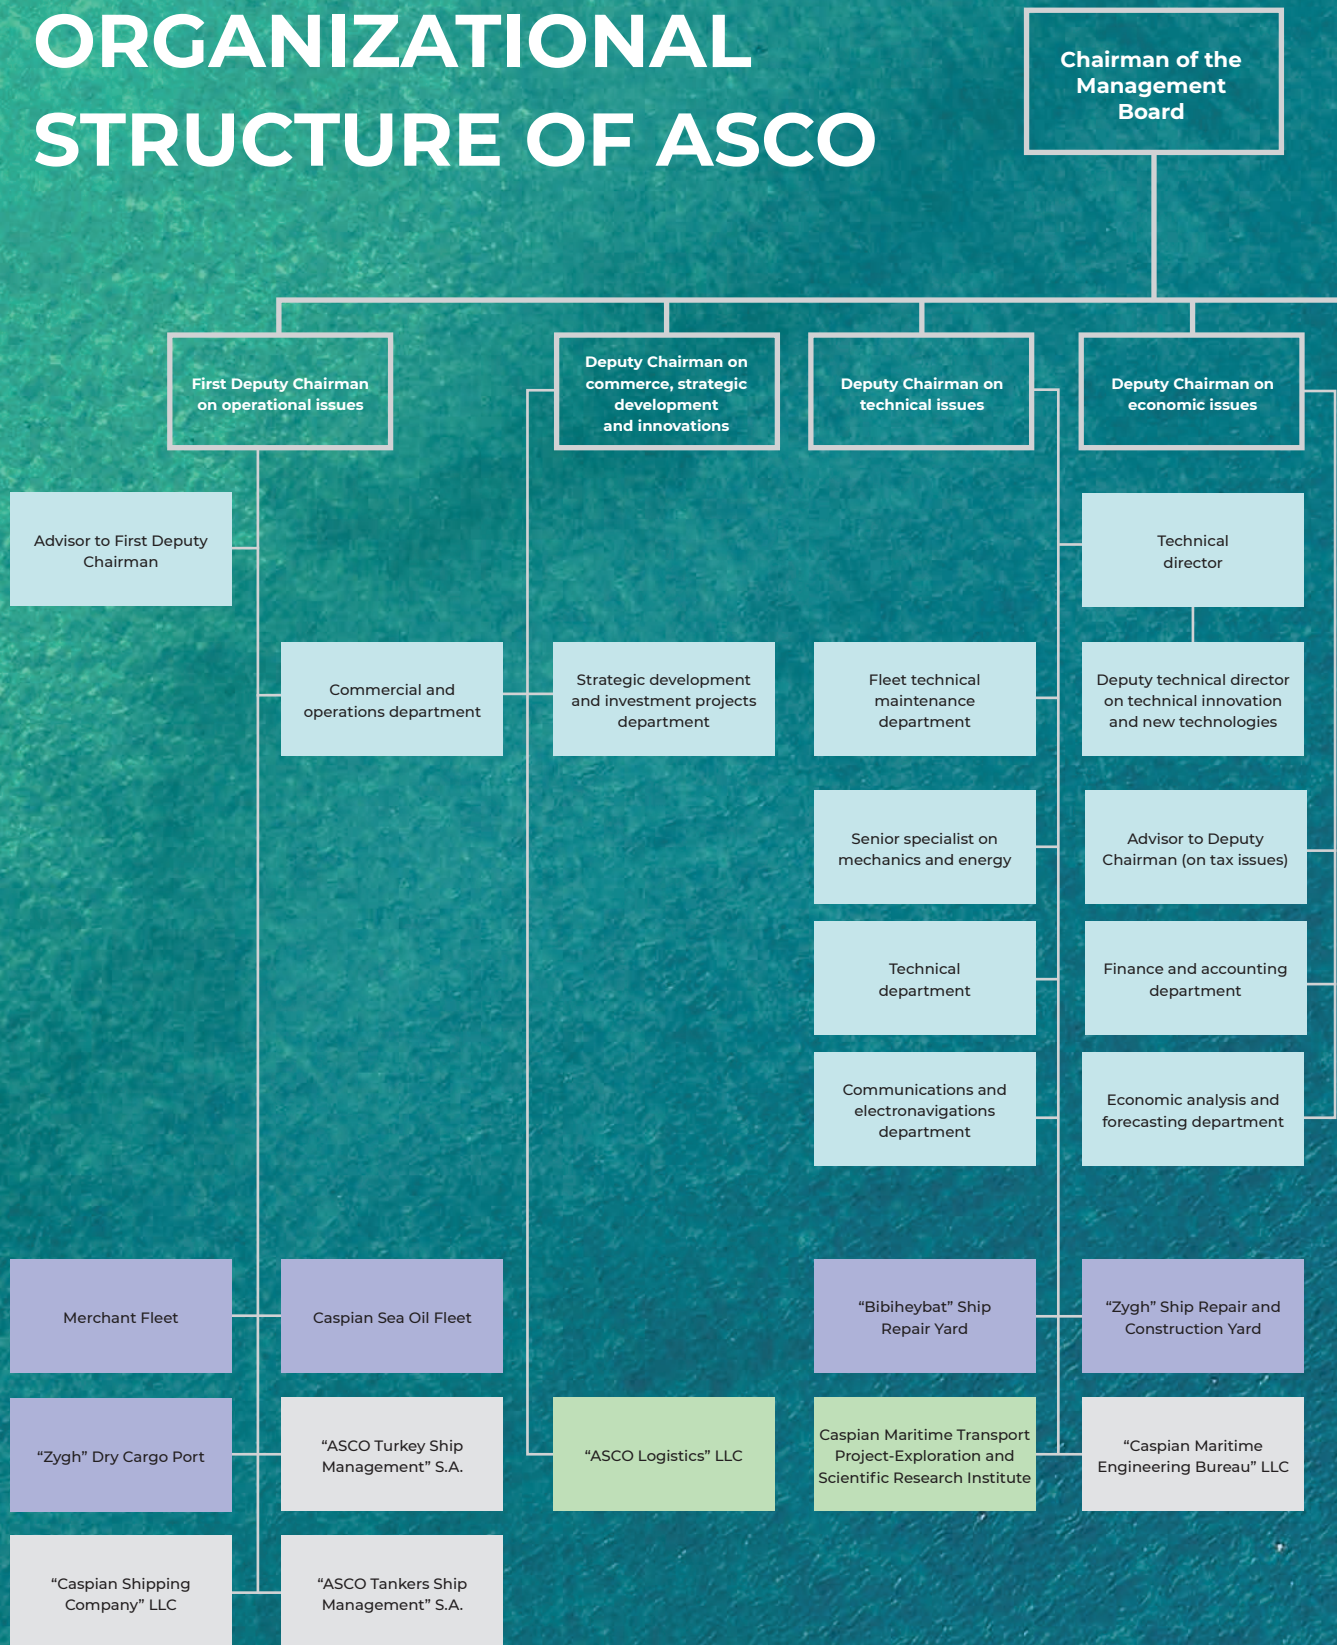 ORGANIZATIONAL
STRUCTURE OF ASCO
Chairman of the
Management
Board
First Deputy Chairman
on operational issues
Deputy Chairman on
commerce, strategic
development
and innovations
Deputy Chairman on
technical issues
Deputy Chairman on
economic issues
Advisor to First Deputy
Chairman
Technical
director
Commercial and
operations department
Strategic development
and investment projects
department
Fleet technical
maintenance
department
Deputy technical director
on technical innovation
and new technologies
Senior specialist on
mechanics and energy
Advisor to Deputy
Chairman (on tax issues)
Technical
department
Finance and accounting
department
Communications and
electronavigations
department
Economic analysis and
forecasting department
Merchant Fleet
Caspian Sea Oil Fleet
“Bibiheybat” Ship
Repair Yard
“Zygh” Ship Repair and
Construction Yard
“Zygh” Dry Cargo Port
“ASCO Turkey Ship
Management” S.A.
“ASCO Logistics” LLC
Caspian Maritime Transport
Project-Exploration and
Scientific Research Institute
“Caspian Maritime
Engineering Bureau” LLC
“Caspian Shipping
Company” LLC
“ASCO Tankers Ship
Management” S.A.